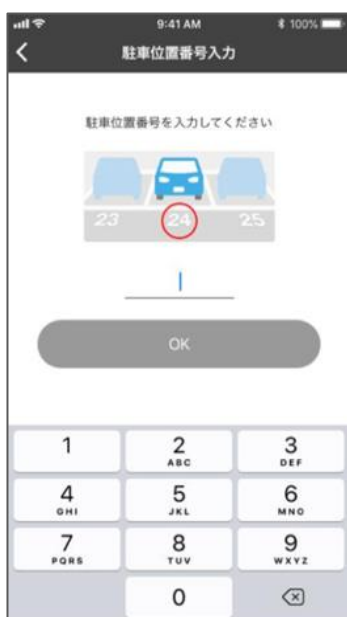 9:41 AM
100%
駐車位置番号入力
駐車位置番号を入力してください
23 24 25
OK
1 2 3
ABC DEF
4 5 6
GHI JKL MNO
7 8 9
PQRS TUV WXYZ
0